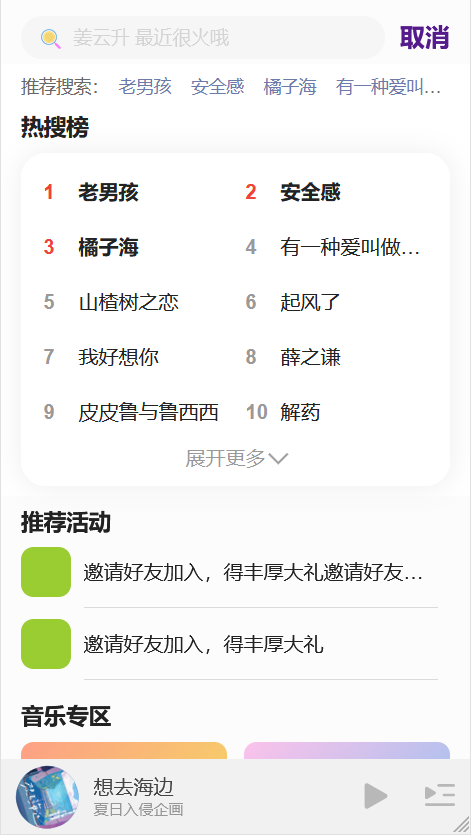 姜云升 最近很火哦 取消
推荐搜索： 老男孩 安全感 橘子海 有一种爱叫...
热搜榜
1 老男孩 2 安全感
3 橘子海 4 有一种爱叫做...
5 山楂树之恋 6 起风了
7 我好想你 8 薛之谦
9 皮皮鲁与鲁西西 10 解药
展开更多
推荐活动
邀请好友加入，得丰厚大礼邀请好友...
邀请好友加入，得丰厚大礼
音乐专区
想去海边
夏日入侵企画